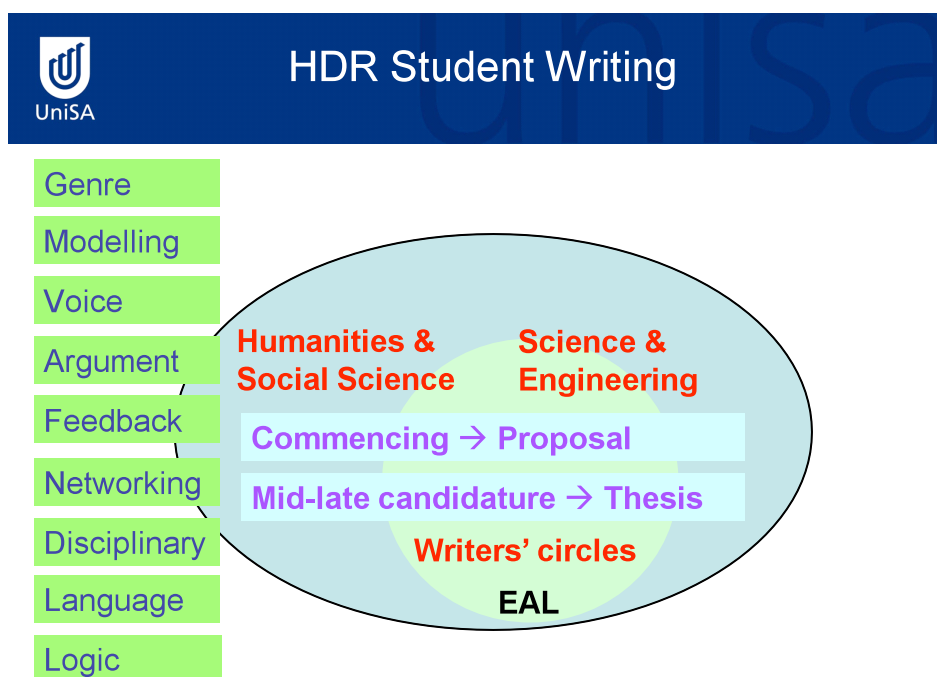 HDR Student Writing
UniSA
unisa
Genre
Modelling
Voice
Argument
Feedback
Networking
Disciplinary
Language
Logic
Humanities &
Social Science
Science &
Engineering
Commencing → Proposal
Mid-late candidature → Thesis
Writers’ circles
EAL